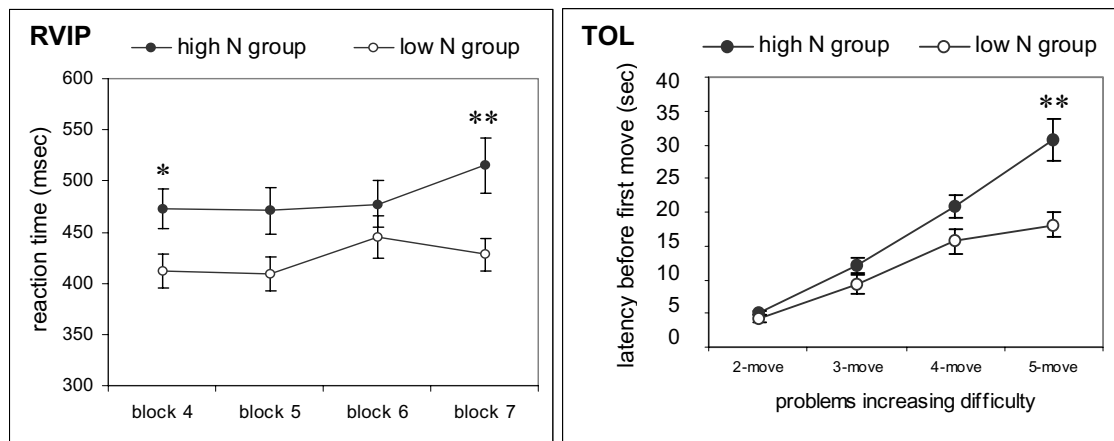 RVIP
high N group
low N group
reaction time (msec)
600
550
500
450
400
350
300
*
**
block 4
block 5
block 6
block 7
TOL
high N group
low N group
latency before first move (sec)
40
35
30
25
20
15
10
5
0
**
2-move
3-move
4-move
5-move
problems increasing difficulty